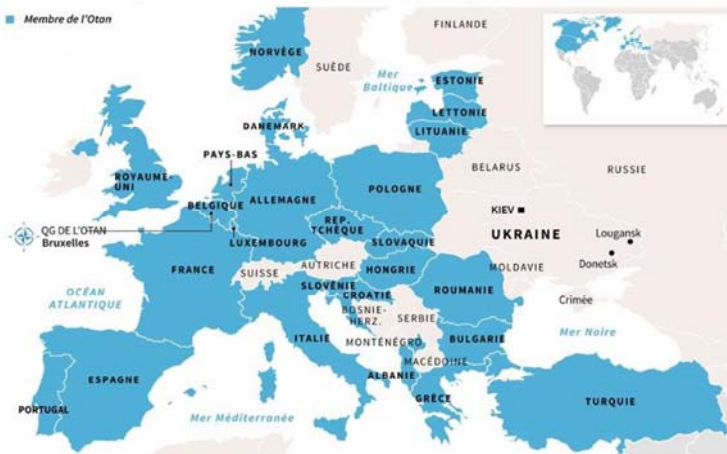 Membre de l'Otan
FINLANDE
NORVÈGE
SUÈDE
Mer
Baltique
ESTONIE
LETTONIE
LITUANIE
DANEMARK
PAYS-BAS
ROYAUME-
UNI
BELARUS
RUSSIE
BELGIQUE
ALLEMAGNE
POLOGNE
KIEV
QG DE L'OTAN
Bruxelles
REP.
TCHÈQUE
UKRAINE
Lougansk
LUXEMBOURG
SLOVAQUIE
Donetsk
FRANCE
SUISSE
AUTRICHE
HONGRIE
MOLDAVIE
SLOVÉNIE
ROUMANIE
CROATIE
Crimée
OCÉAN
ATLANTIQUE
BOSNIE-
HERZ.
SERBIE
Mer Noire
ITALIE
MONTÉNÉGRO
BULGARIE
MACÉDOINE
ESPAGNE
ALBANIE
PORTUGAL
GRÈCE
TURQUIE
Mer Méditerranée